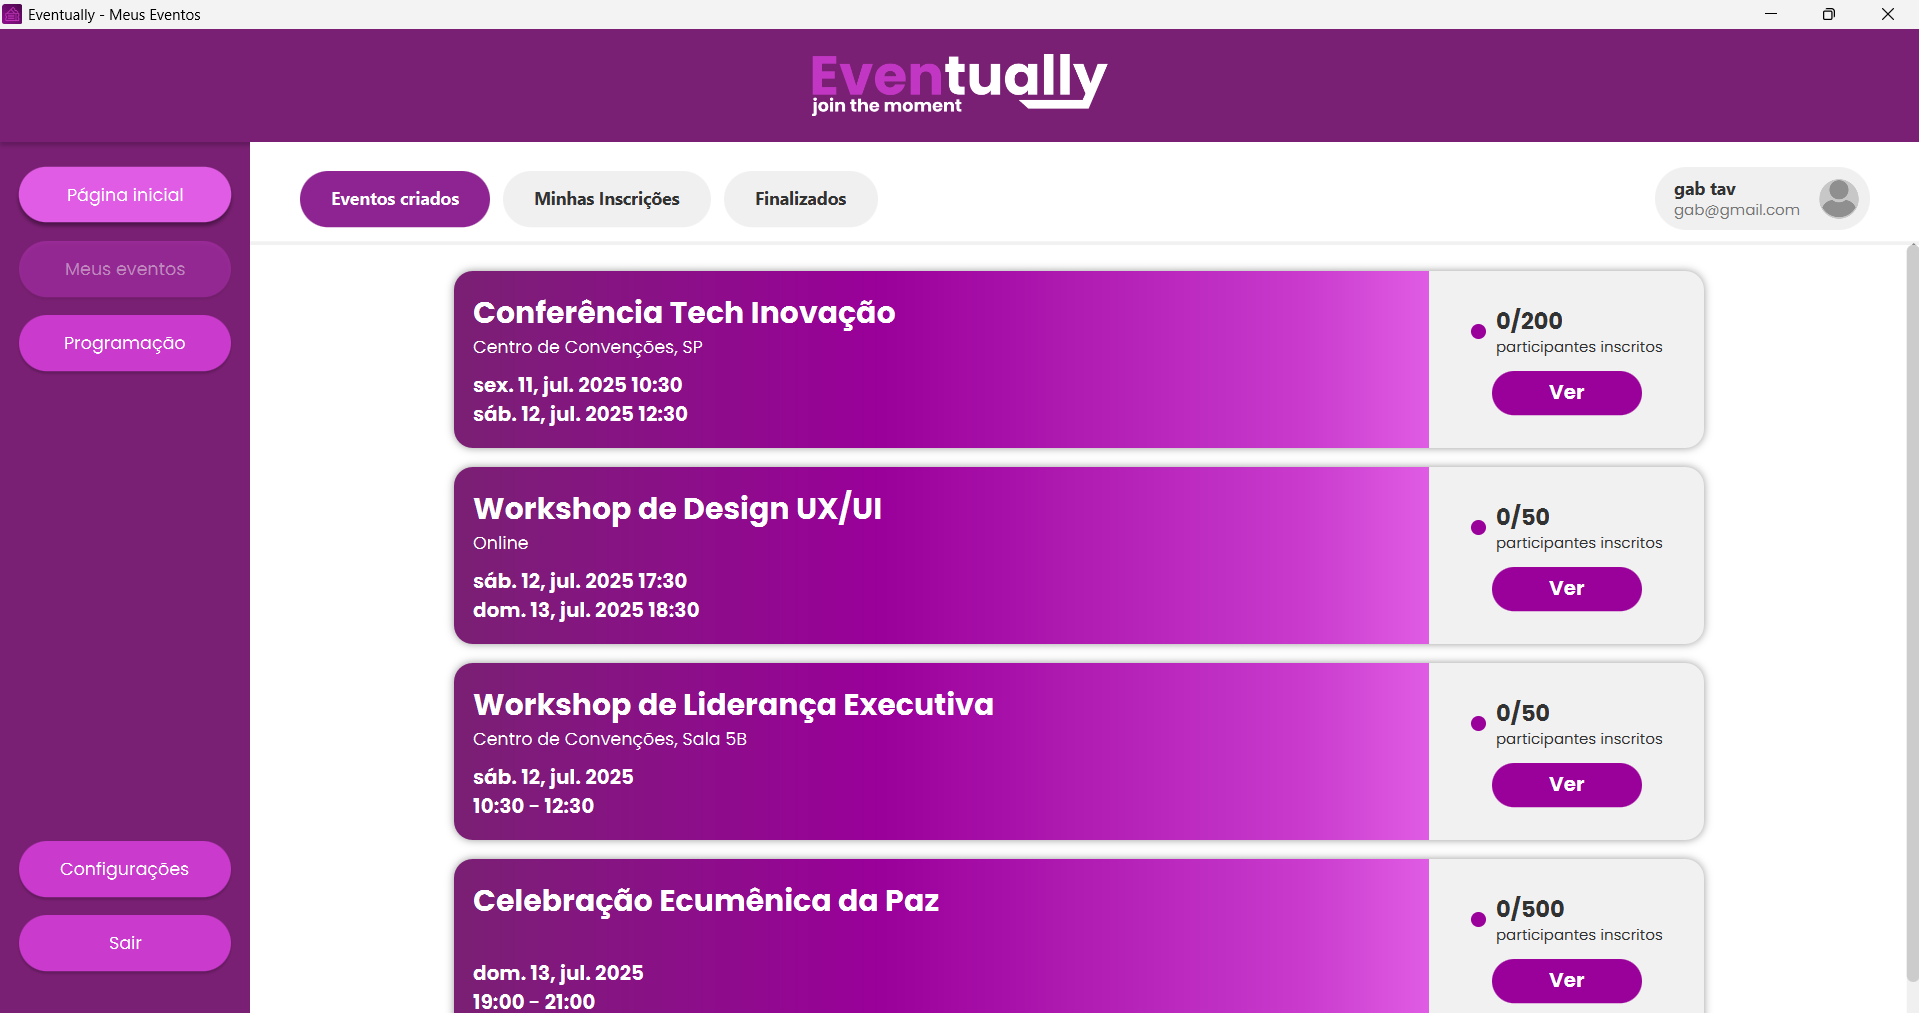 Eventually - Meus Eventos
Eventually
join the moment
Página inicial
Meus eventos
Programação
Configurações
Sair
Eventos criados
Minhas Inscrições
Finalizados
gab tav
gab@gmail.com
Conferência Tech Inovação
Centro de Convenções, SP
sex. 11, jul. 2025 10:30
sáb. 12, jul. 2025 12:30
0/200
participantes inscritos
Ver
Workshop de Design UX/UI
Online
sáb. 12, jul. 2025 17:30
dom. 13, jul. 2025 18:30
0/50
participantes inscritos
Ver
Workshop de Liderança Executiva
Centro de Convenções, Sala 5B
sáb. 12, jul. 2025
10:30 - 12:30
0/50
participantes inscritos
Ver
Celebração Ecumênica da Paz
dom. 13, jul. 2025
19:00 - 21:00
0/500
participantes inscritos
Ver